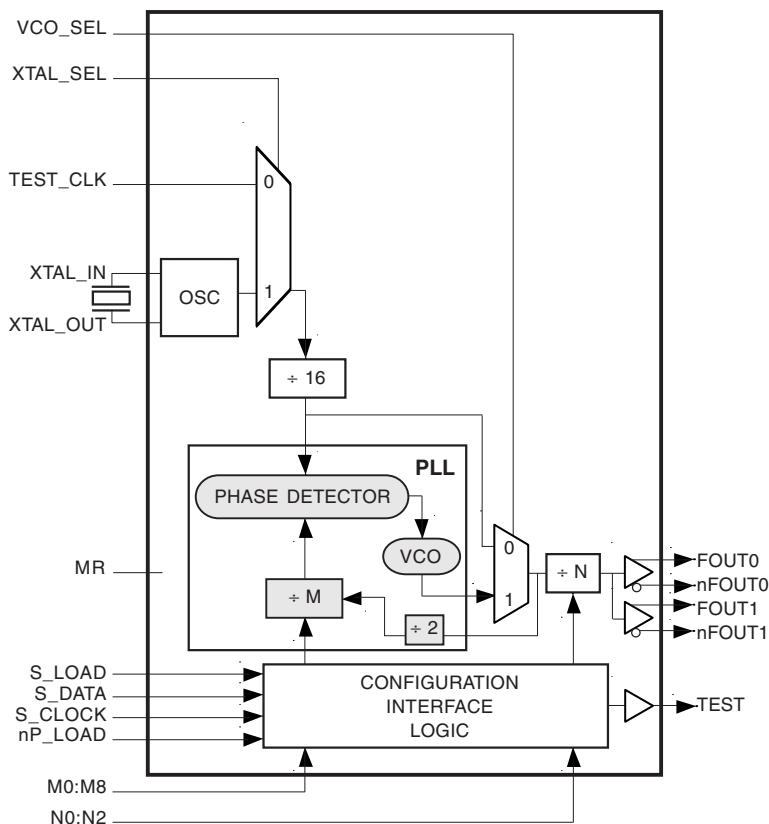 VCO_SEL
XTAL_SEL
TEST_CLK
0
XTAL_IN
OSC
1
XTAL_OUT
÷ 16
PLL
PHASE DETECTOR
VCO
0
1
÷ N
FOUT0
nFOUT0
FOUT1
nFOUT1
MR
÷ M
÷ 2
S_LOAD
S_DATA
S_CLOCK
nP_LOAD
CONFIGURATION
INTERFACE
LOGIC
TEST
M0:M8
N0:N2